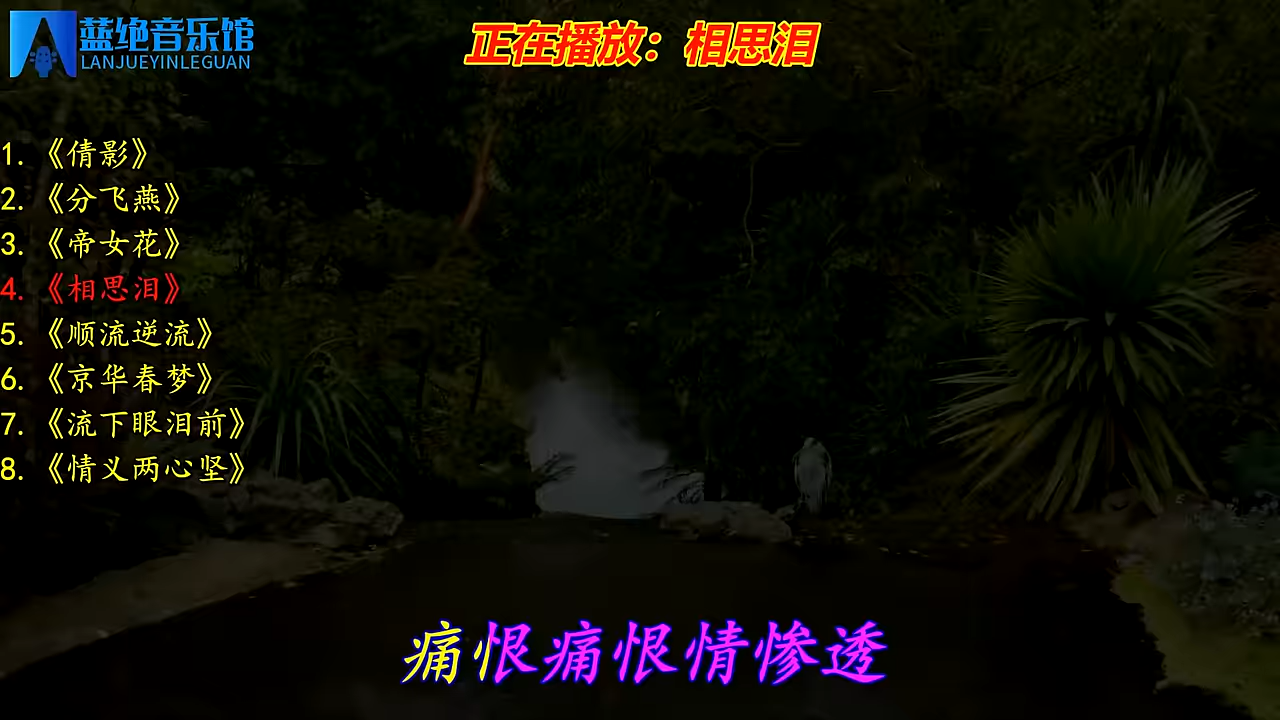 蓝绝音乐馆
LANJUEYINLEGUAN
正在播放：相思泪
1.《倩影》
2.《分飞燕》
3.《帝女花》
4.《相思泪》
5.《顺流逆流》
6.《京华春梦》
7.《流下眼泪前》
8.《情义两心坚》
痛恨痛恨情惨透